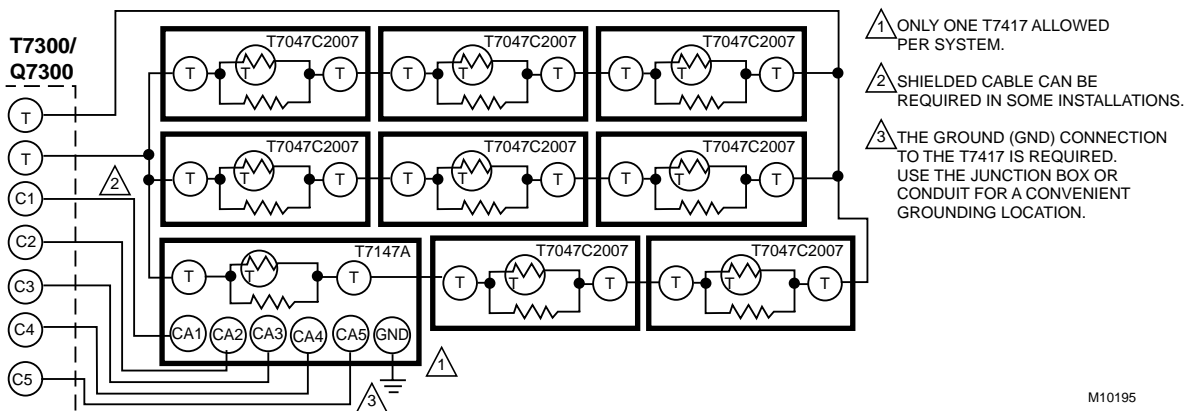 T7300/
Q7300
T
T
C1
C2
C3
C4
C5
T7047C2007 T7047C2007 T7047C2007
T T T T T T T T T
T7047C2007 T7047C2007 T7047C2007
T T T T T T T T T
T7147A T7047C2007 T7047C2007
T T T T T T T T T
CA1 CA2 CA3 CA4 CA5 GND
2
1
3
1 ONLY ONE T7417 ALLOWED
PER SYSTEM.
2 SHIELDED CABLE CAN BE
REQUIRED IN SOME INSTALLATIONS.
3 THE GROUND (GND) CONNECTION
TO THE T7417 IS REQUIRED.
USE THE JUNCTION BOX OR
CONDUIT FOR A CONVENIENT
GROUNDING LOCATION.
M10195